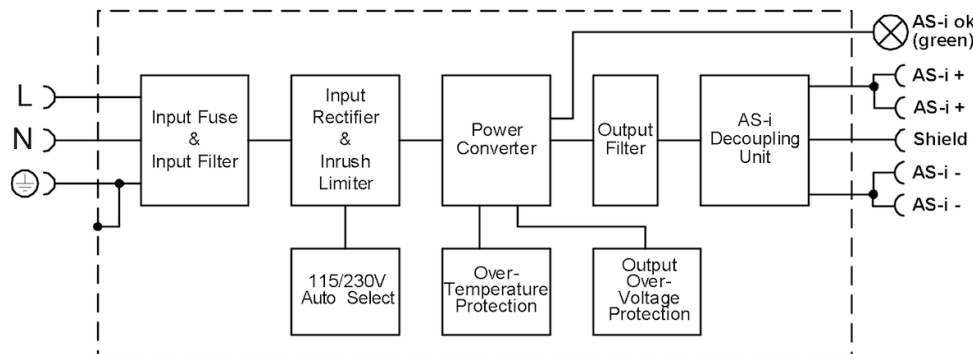 AS-i ok
(green)
AS-i +
AS-i +
Shield
AS-i -
AS-i -
L
N
Input Fuse
&
Input Filter
Input
Rectifier
&
Inrush
Limiter
Power
Converter
Output
Filter
AS-i
Decoupling
Unit
115/230V
Auto Select
Over-
Temperature
Protection
Output
Over-
Voltage
Protection